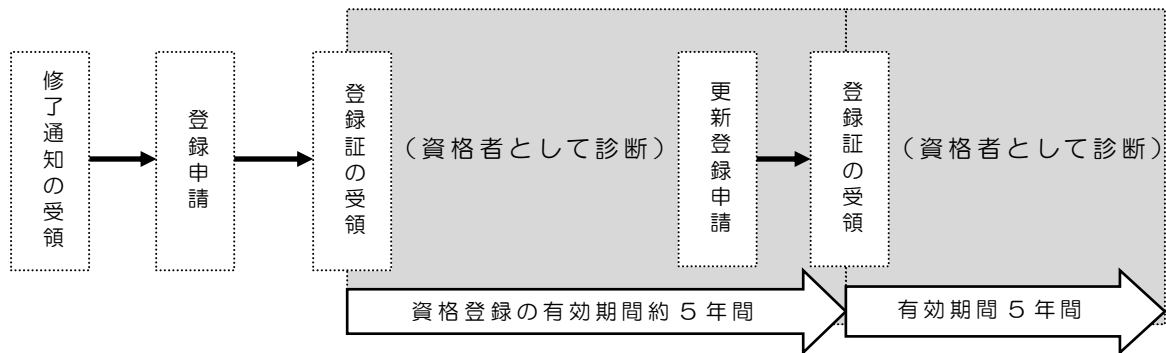 修了通知の受領
登録申請
登録証の受領
（資格者として診断）
更新登録申請
登録証の受領
（資格者として診断）
資格登録の有効期間約５年間
有効期間５年間